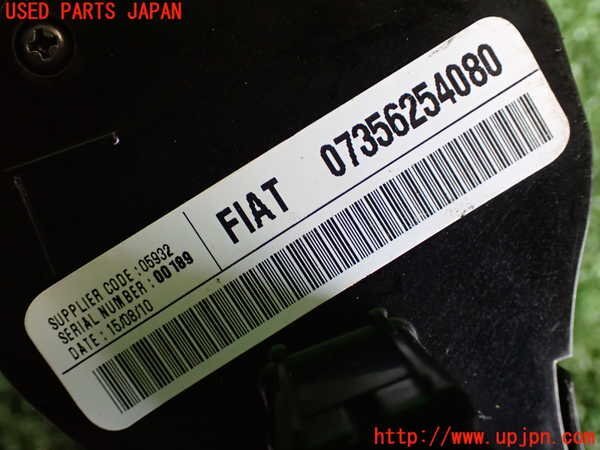 USED PARTS JAPAN
FIAT 07356254080
SUPPLIER CODE : 05932
SERIAL NUMBER : 00189
DATE : 15/08/10
http://www.upjpn.com/